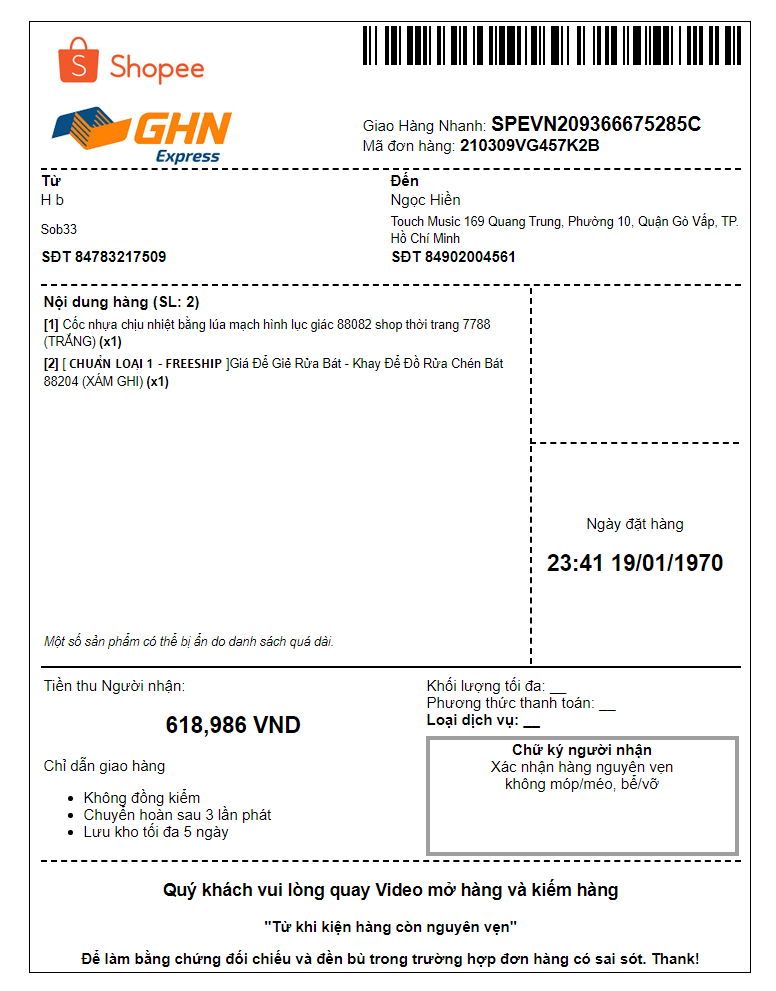 Shopee
GHN
Express
Giao Hàng Nhanh: SPEVN209366675285C
Mã đơn hàng: 210309VG457K2B
Từ
H b
Sob33
SĐT 84783217509
Đến
Ngọc Hiền
Touch Music 169 Quang Trung, Phường 10, Quận Gò Vấp, TP.
Hồ Chí Minh
SĐT 84902004561
Nội dung hàng (SL: 2)
[1] Cốc nhựa chịu nhiệt bằng lúa mạch hình lục giác 88082 shop thời trang 7788
(TRẮNG) (x1)
[2] [ CHUẨN LOẠI 1 - FREESHIP ]Giá Để Giẻ Rửa Bát - Khay Để Đồ Rửa Chén Bát
88204 (XÁM GHI) (x1)
Một số sản phẩm có thể bị ẩn do danh sách quá dài.
Ngày đặt hàng
23:41 19/01/1970
Tiền thu Người nhận:
618,986 VND
Chỉ dẫn giao hàng
• Không đồng kiểm
• Chuyển hoàn sau 3 lần phát
• Lưu kho tối đa 5 ngày
Khối lượng tối đa: __
Phương thức thanh toán: __
Loại dịch vụ: __
Chữ ký người nhận
Xác nhận hàng nguyên vẹn
không móp/méo, bể/vỡ
Quý khách vui lòng quay Video mở hàng và kiếm hàng
"Từ khi kiện hàng còn nguyên vẹn"
Để làm bằng chứng đối chiếu và đền bù trong trường hợp đơn hàng có sai sót. Thank!